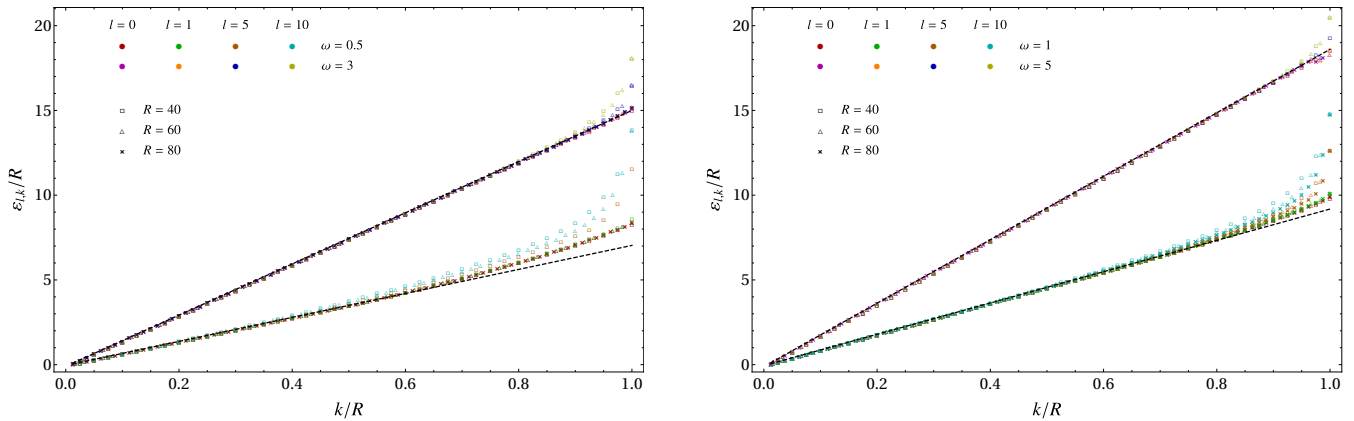 l = 0 l = 1 l = 5 l = 10
ω = 0.5
ω = 3
R = 40
R = 60
R = 80
20
15
10
5
0
ε_{l,k}/R
0.0 0.2 0.4 0.6 0.8 1.0
k/R
l = 0 l = 1 l = 5 l = 10
ω = 1
ω = 5
R = 40
R = 60
R = 80
20
15
10
5
0
ε_{l,k}/R
0.0 0.2 0.4 0.6 0.8 1.0
k/R